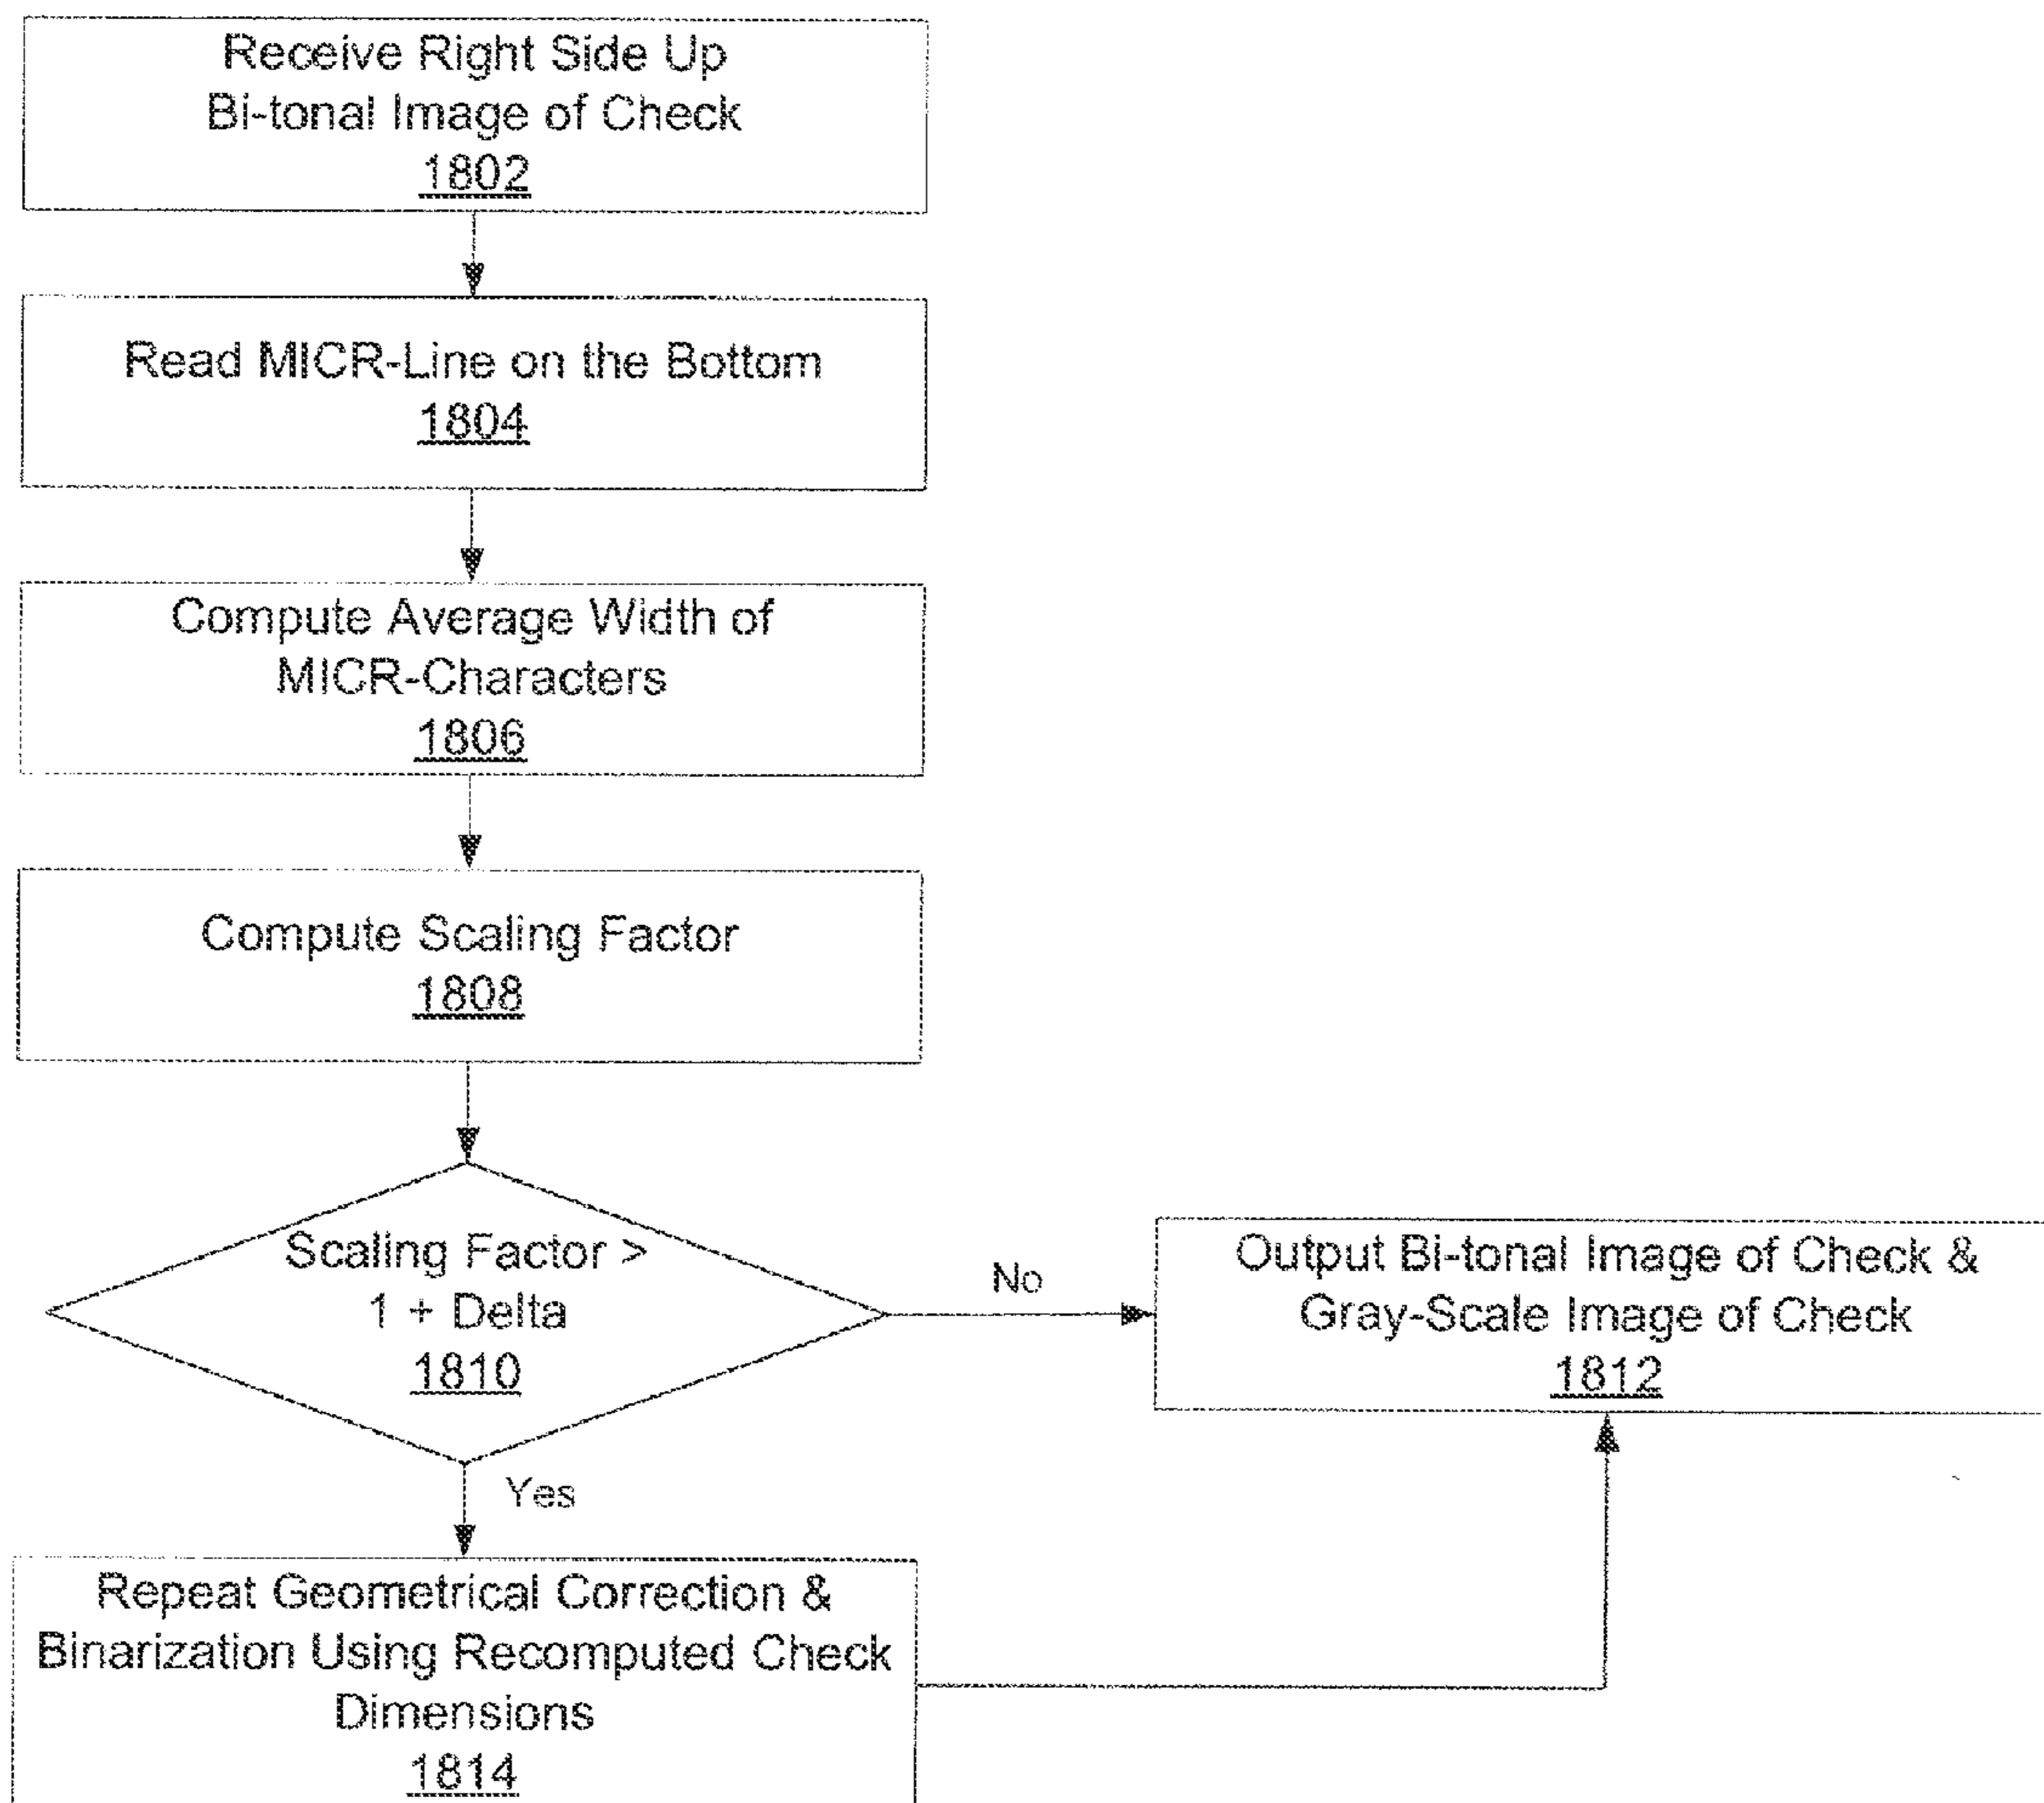 Receive Right Side Up
Bi-tonal Image of Check
1802
Read MICR-Line on the Bottom
1804
Compute Average Width of
MICR-Characters
1806
Compute Scaling Factor
1808
Scaling Factor >
1 + Delta
1810
No
Output Bi-tonal Image of Check &
Gray-Scale Image of Check
1812
Yes
Repeat Geometrical Correction &
Binarization Using Recomputed Check
Dimensions
1814